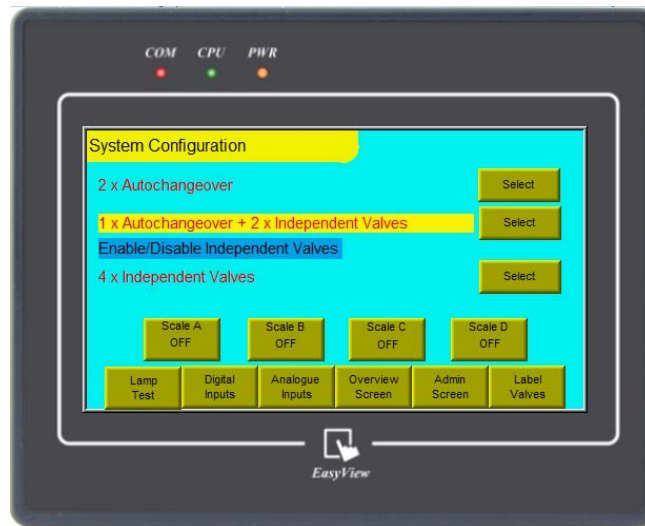 COM CPU PWR
System Configuration
2 x Autochangeover
Select
1 x Autochangeover + 2 x Independent Valves
Select
Enable/Disable Independent Valves
4 x Independent Valves
Select
Scale A
OFF
Scale B
OFF
Scale C
OFF
Scale D
OFF
Lamp
Test
Digital
Inputs
Analogue
Inputs
Overview
Screen
Admin
Screen
Label
Valves
EasyView